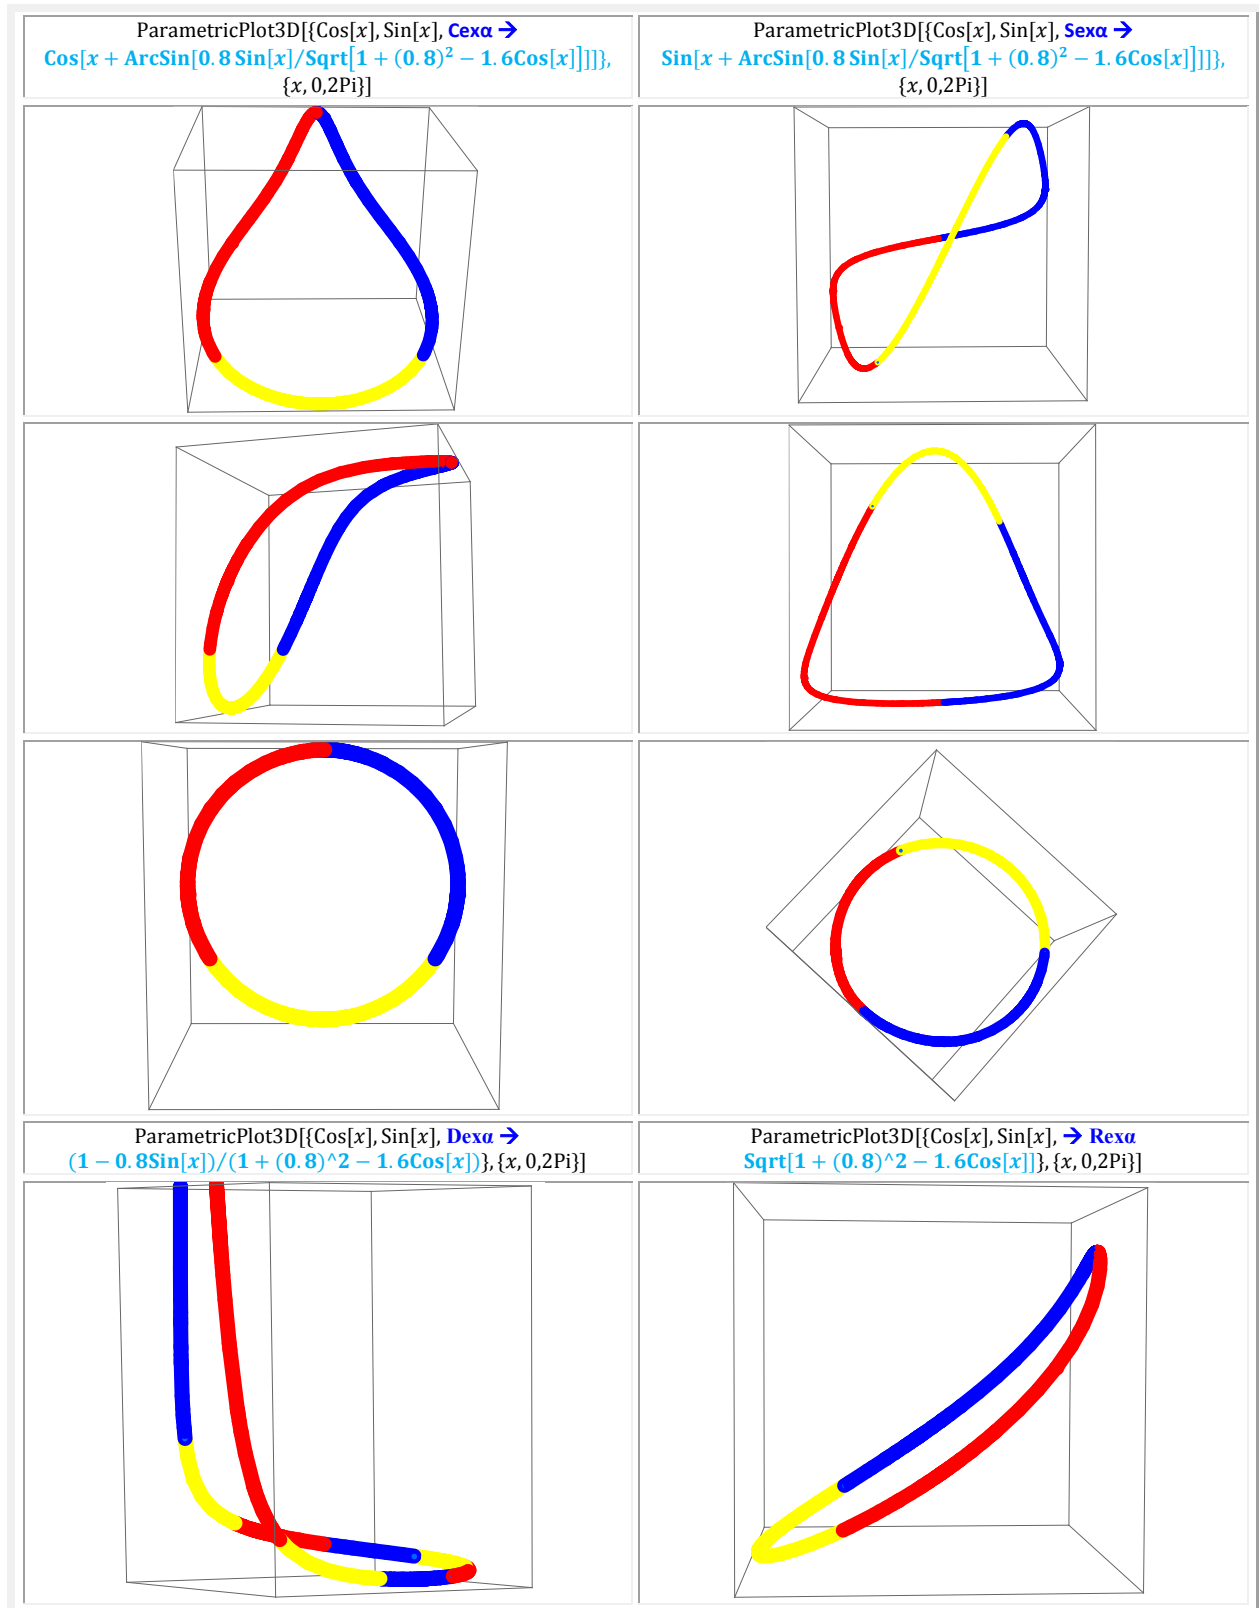 ParametricPlot3D[{Cos[x], Sin[x], Cexα →
Cos[x + ArcSin[0.8 Sin[x]/Sqrt[1 + (0.8)² − 1.6Cos[x]]]]},
{x, 0,2Pi}]
ParametricPlot3D[{Cos[x], Sin[x], Sexα →
Sin[x + ArcSin[0.8 Sin[x]/Sqrt[1 + (0.8)² − 1.6Cos[x]]]]},
{x, 0,2Pi}]
ParametricPlot3D[{Cos[x], Sin[x], Dexα →
(1 − 0.8Sin[x])/(1 + (0.8)^2 − 1.6Cos[x])}, {x, 0,2Pi}]
ParametricPlot3D[{Cos[x], Sin[x], → Rexα
Sqrt[1 + (0.8)^2 − 1.6Cos[x]]}, {x, 0,2Pi}]